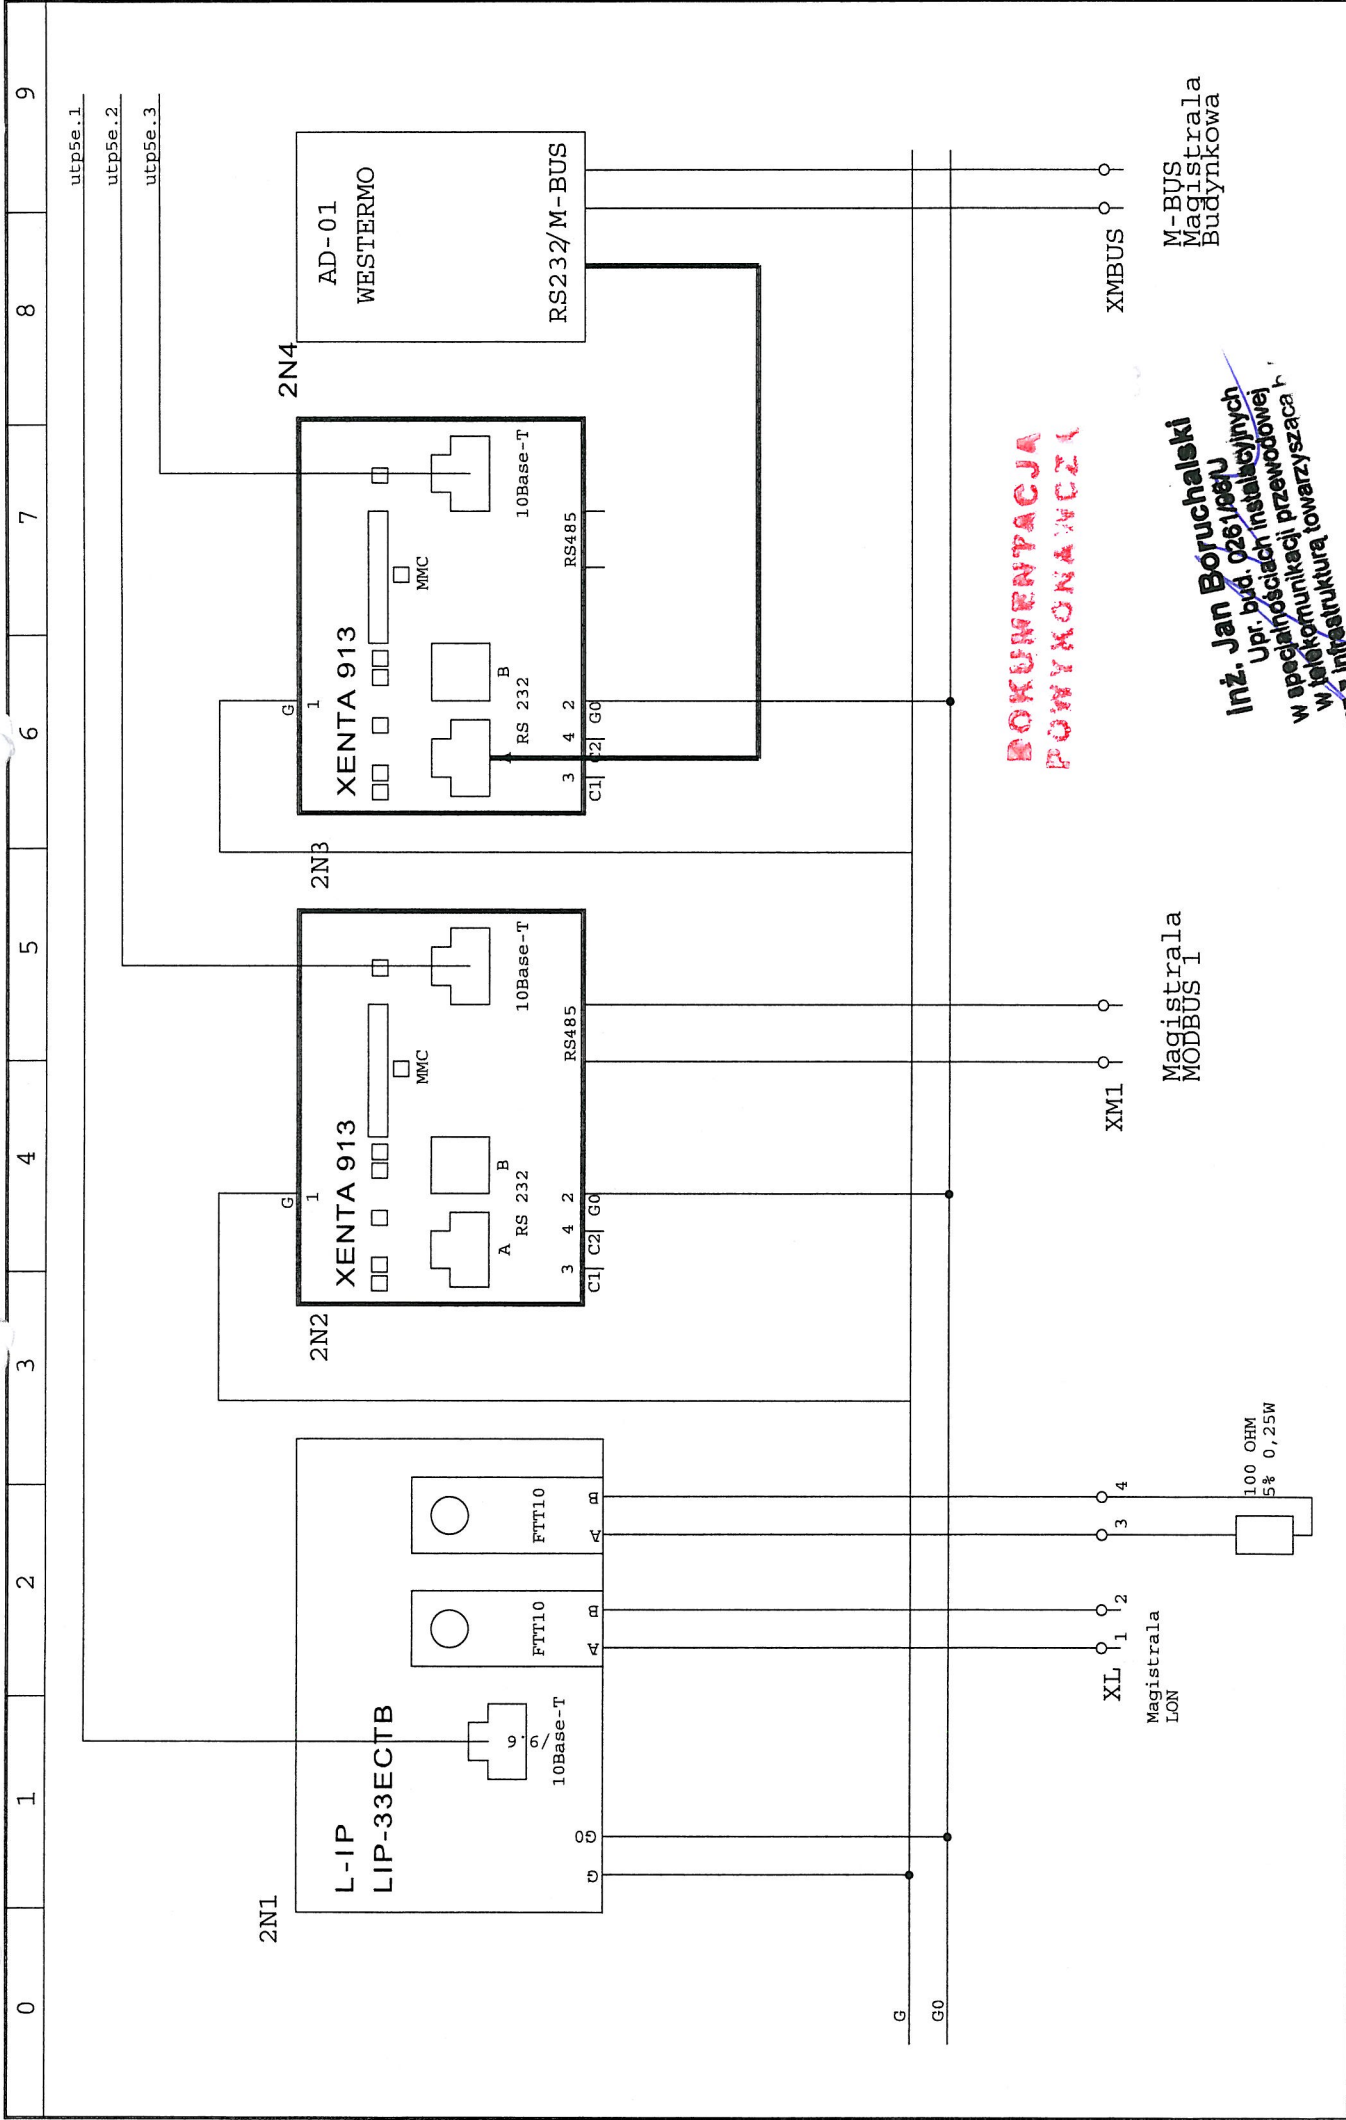 0 1 2 3 4 5 6 7 8 9
utp5e.1
utp5e.2
utp5e.3
2N1
L-IP
LIP-33ECTB
9.6/
10Base-T
FTT10
FTT10
G G0 A B A B
2N2
G
1
XENTA 913
MMC
A B
RS 232
10Base-T
3 4 2 RS485
C1 C2 G0
2N3
G
1
XENTA 913
MMC
A B
RS 232
10Base-T
3 4 2 RS485
C1 C2 G0
2N4
AD-01
WESTERMO
RS232/M-BUS
G
G0
XL 1 2 3 4
Magistrala
LON
100 OHM
5% 0,25W
XM1
Magistrala
MODBUS 1
XMBUS
M-BUS
Magistrala
Budynkowa
DOKUMENTACJA
POWYKONAWCZA
inż. Jan Boruchalski
Upr. bud.
w specjalnościach instalacyjnych
w telekomunikacji przewodowej
infrastrukturą towarzyszącą